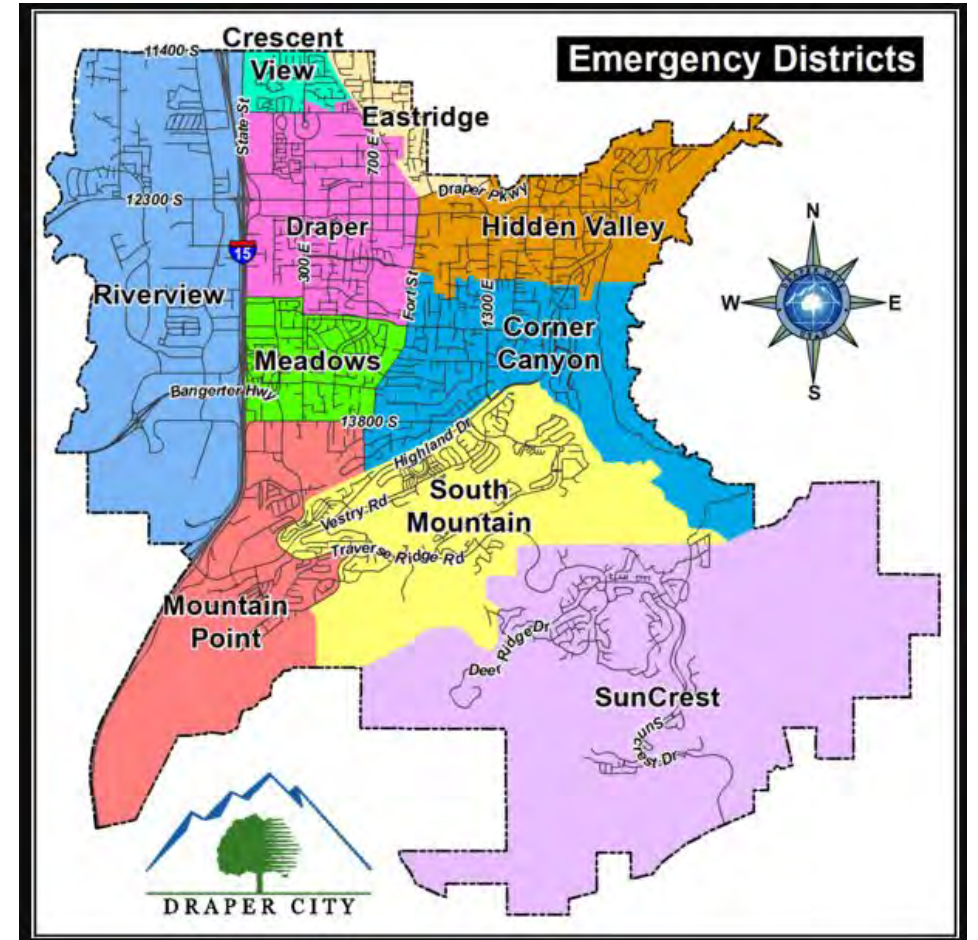 Emergency Districts
Crescent
View
11400 S
Eastridge
State St
700 E
Draper Pkwy
12300 S
Draper
Hidden Valley
N
15
300 E
Riverview
Fort St
1300 E
W
E
Corner
Canyon
Meadows
S
Bangerter Hwy
13800 S
Highland Dr
South
Mountain
Vestry Rd
Traverse Ridge Rd
Mountain
Point
Deer Ridge Dr
SunCrest
Suncrest Dr
DRAPER CITY